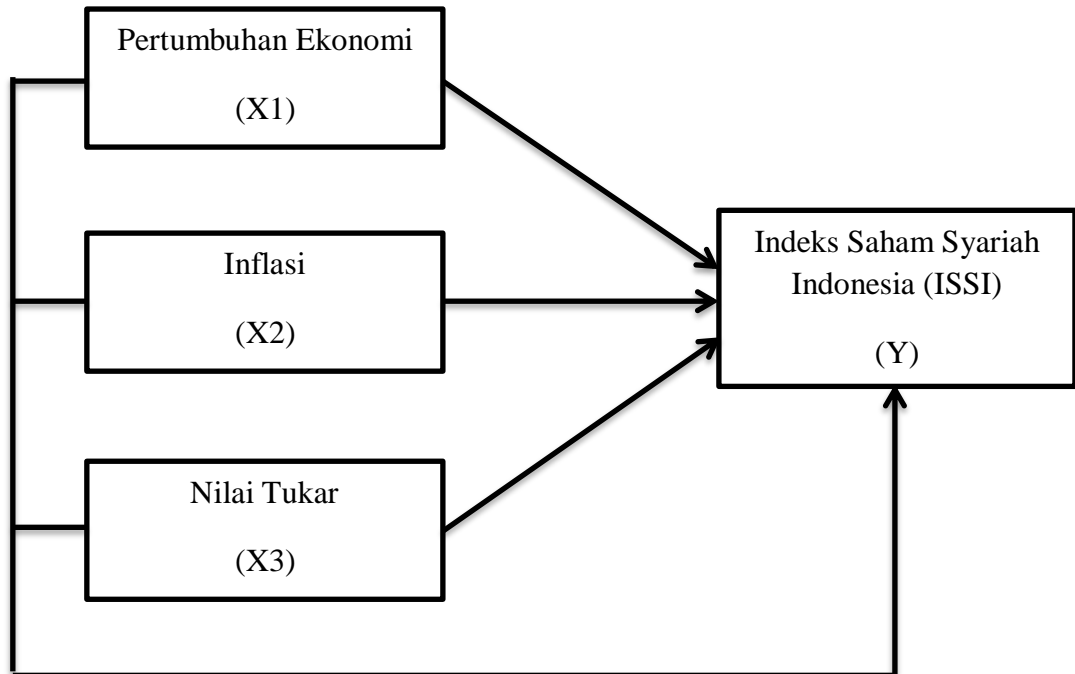 Pertumbuhan Ekonomi
(X1)
Inflasi
(X2)
Nilai Tukar
(X3)
Indeks Saham Syariah
Indonesia (ISSI)
(Y)